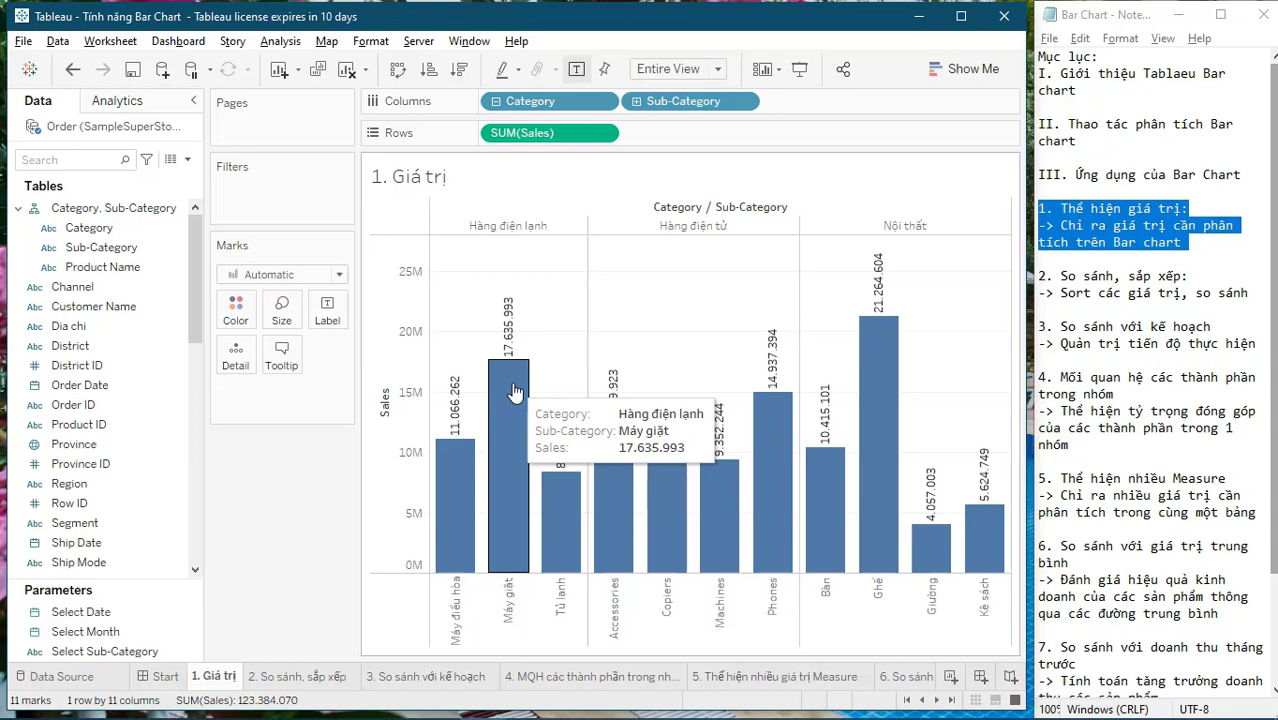 Tableau - Tính năng Bar Chart - Tableau license expires in 10 days
File Data Worksheet Dashboard Story Analysis Map Format Server Window Help
Entire View
Show Me
Data Analytics
Order (SampleSuperSto...
Search
Tables
Category, Sub-Category
Abc Category
Abc Sub-Category
Abc Product Name
Abc Channel
Abc Customer Name
Abc Dia chi
Abc District
# District ID
Order Date
Abc Order ID
Abc Product ID
Province
# Province ID
Abc Region
# Row ID
Abc Segment
Ship Date
Abc Ship Mode
Parameters
Select Date
Select Month
Abc Select Sub-Category
Pages
Filters
Marks
Automatic
Color Size Label
Detail Tooltip
Columns Category Sub-Category
Rows SUM(Sales)
1. Giá trị
Category / Sub-Category
Hàng điện lạnh Hàng điện tử Nội thất
Sales
25M
20M
15M
10M
5M
0M
11.066.262
17.635.993
14.937.394
10.415.101
21.264.604
4.057.003
5.624.749
Category: Hàng điện lạnh
Sub-Category: Máy giặt
Sales: 17.635.993
Máy điều hòa
Máy giặt
Tủ lạnh
Accessories
Copiers
Machines
Phones
Bàn
Ghế
Giường
Kệ sách
Data Source Start 1. Giá trị 2. So sánh, sắp xếp 3. So sánh với kế hoạch 4. MQH các thành phần trong nh... 5. Thể hiện nhiều giá trị Measure 6. So sánh
11 marks 1 row by 11 columns SUM(Sales): 123.384.070
Bar Chart - Note...
File Edit Format View Help
Mục lục:
I. Giới thiệu Tablaeu Bar
chart
II. Thao tác phân tích Bar
chart
III. Ứng dụng của Bar Chart
1. Thể hiện giá trị:
-> Chỉ ra giá trị cần phân
tích trên Bar chart
2. So sánh, sắp xếp:
-> Sort các giá trị, so sánh
3. So sánh với kế hoạch
-> Quản trị tiến độ thực hiện
4. Mối quan hệ các thành phần
trong nhóm
-> Thể hiện tỷ trọng đóng góp
của các thành phần trong 1
nhóm
5. Thể hiện nhiều Measure
-> Chỉ ra nhiều giá trị cần
phân tích trong cùng một bảng
6. So sánh với giá trị trung
bình
-> Đánh giá hiệu quả kinh
doanh của các sản phẩm thông
qua các đường trung bình
7. So sánh với doanh thu tháng
trước
-> Tính toán tăng trưởng doanh
thu các sản phẩm
100% Windows (CRLF) UTF-8